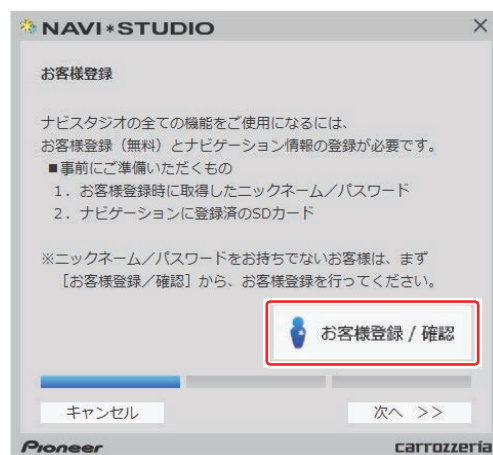 NAVI*STUDIO
お客様登録
ナビスタジオの全ての機能をご使用になるには、
お客様登録（無料）とナビゲーション情報の登録が必要です。
■事前にご準備いただくもの
1．お客様登録時に取得したニックネーム／パスワード
2．ナビゲーションに登録済のSDカード
※ニックネーム／パスワードをお持ちでないお客様は、まず
［お客様登録／確認］から、お客様登録を行ってください。
お客様登録 / 確認
キャンセル
次へ >>
Pioneer
carrozzeria